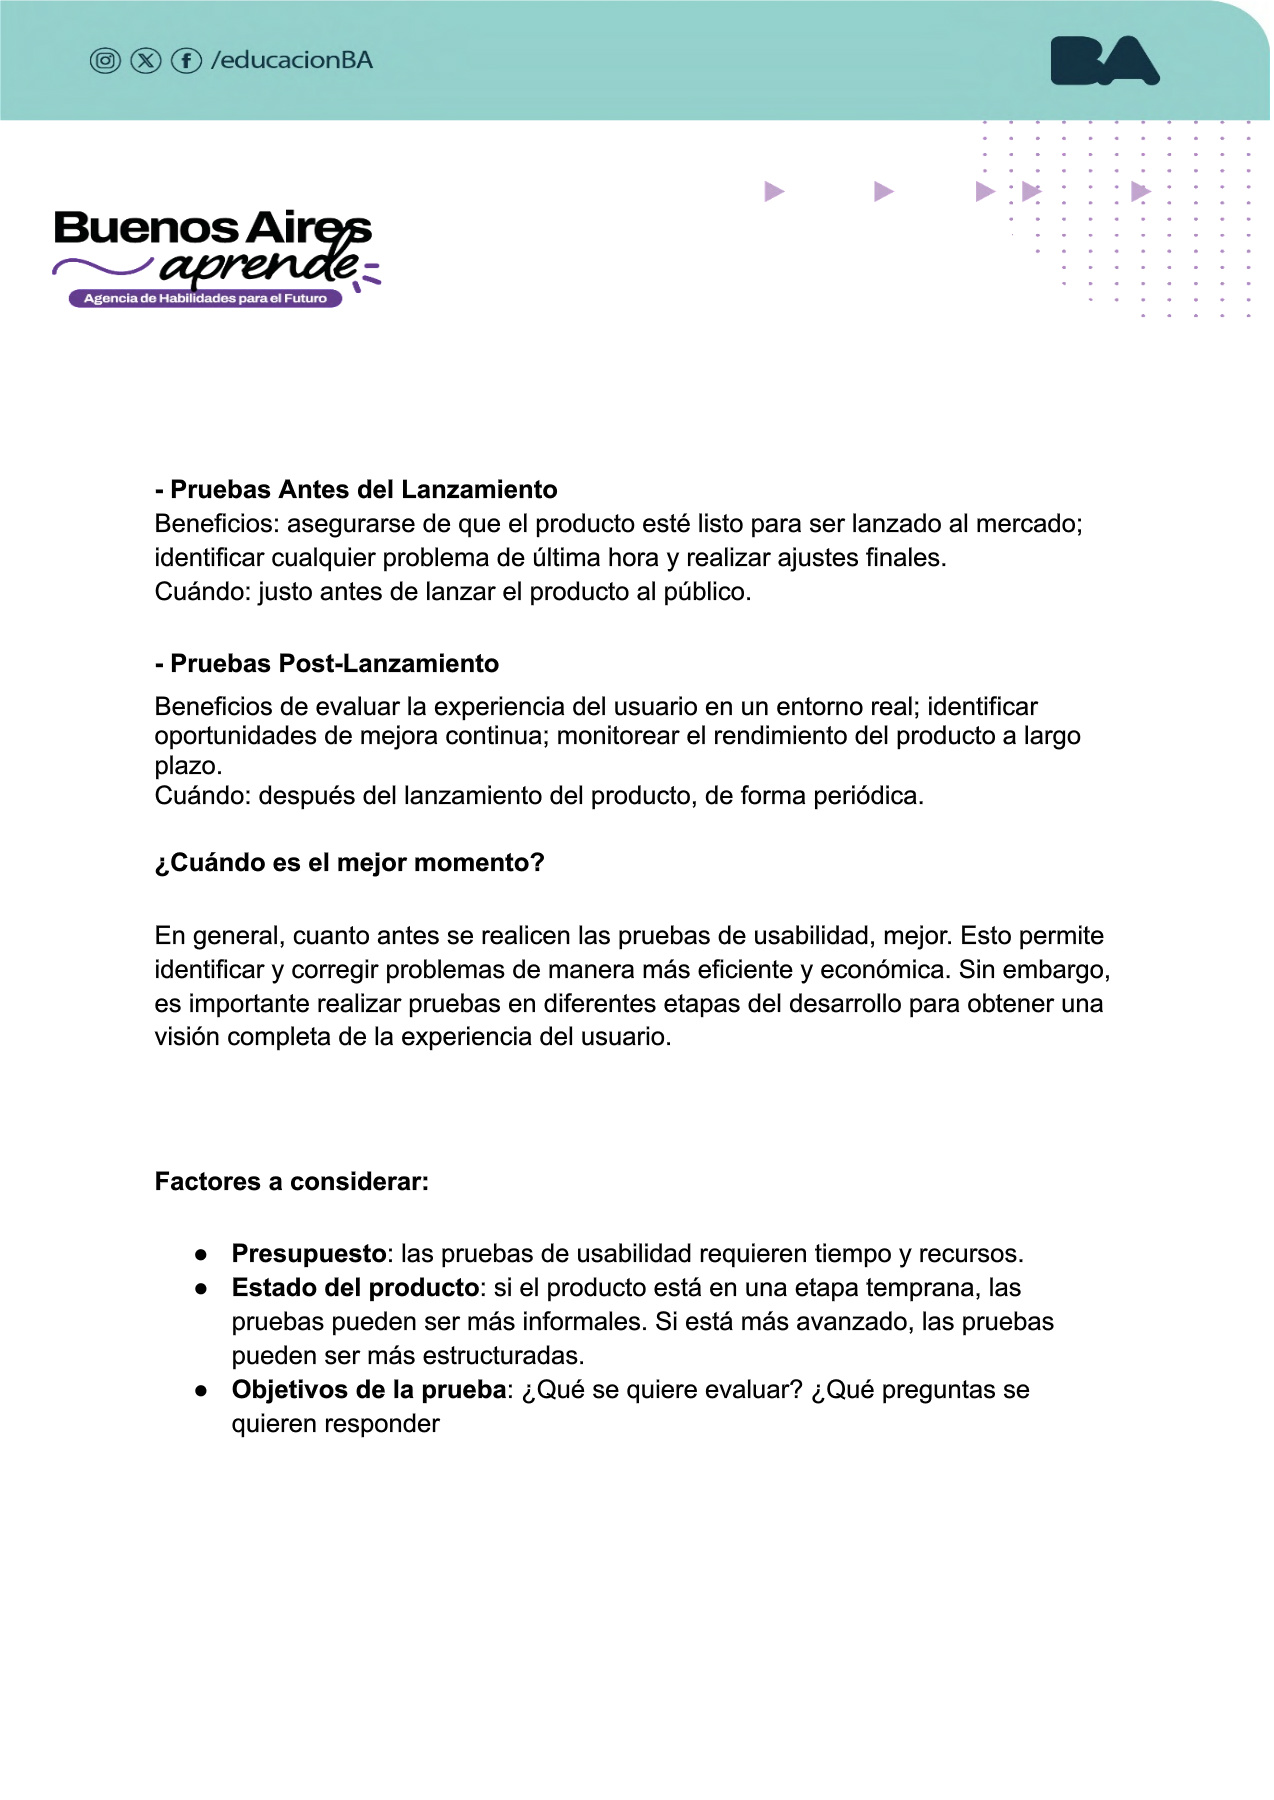 /educacionBA
BA
Buenos Aires
aprende
Agencia de Habilidades para el Futuro
- Pruebas Antes del Lanzamiento
Beneficios: asegurarse de que el producto esté listo para ser lanzado al mercado;
identificar cualquier problema de última hora y realizar ajustes finales.
Cuándo: justo antes de lanzar el producto al público.
- Pruebas Post-Lanzamiento
Beneficios de evaluar la experiencia del usuario en un entorno real; identificar
oportunidades de mejora continua; monitorear el rendimiento del producto a largo
plazo.
Cuándo: después del lanzamiento del producto, de forma periódica.
¿Cuándo es el mejor momento?
En general, cuanto antes se realicen las pruebas de usabilidad, mejor. Esto permite
identificar y corregir problemas de manera más eficiente y económica. Sin embargo,
es importante realizar pruebas en diferentes etapas del desarrollo para obtener una
visión completa de la experiencia del usuario.
Factores a considerar:
● Presupuesto: las pruebas de usabilidad requieren tiempo y recursos.
● Estado del producto: si el producto está en una etapa temprana, las
pruebas pueden ser más informales. Si está más avanzado, las pruebas
pueden ser más estructuradas.
● Objetivos de la prueba: ¿Qué se quiere evaluar? ¿Qué preguntas se
quieren responder